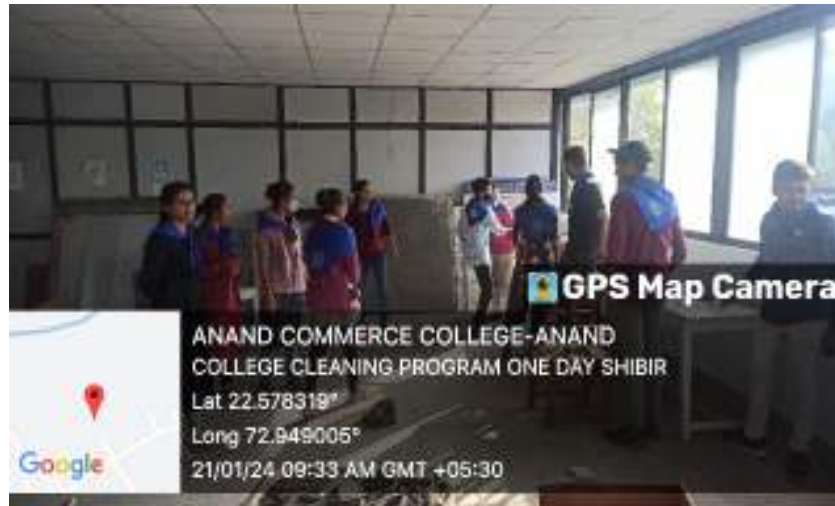 GPS Map Camera
ANAND COMMERCE COLLEGE-ANAND
COLLEGE CLEANING PROGRAM ONE DAY SHIBIR
Lat 22.578319°
Long 72.949005°
21/01/24 09:33 AM GMT +05:30
Google